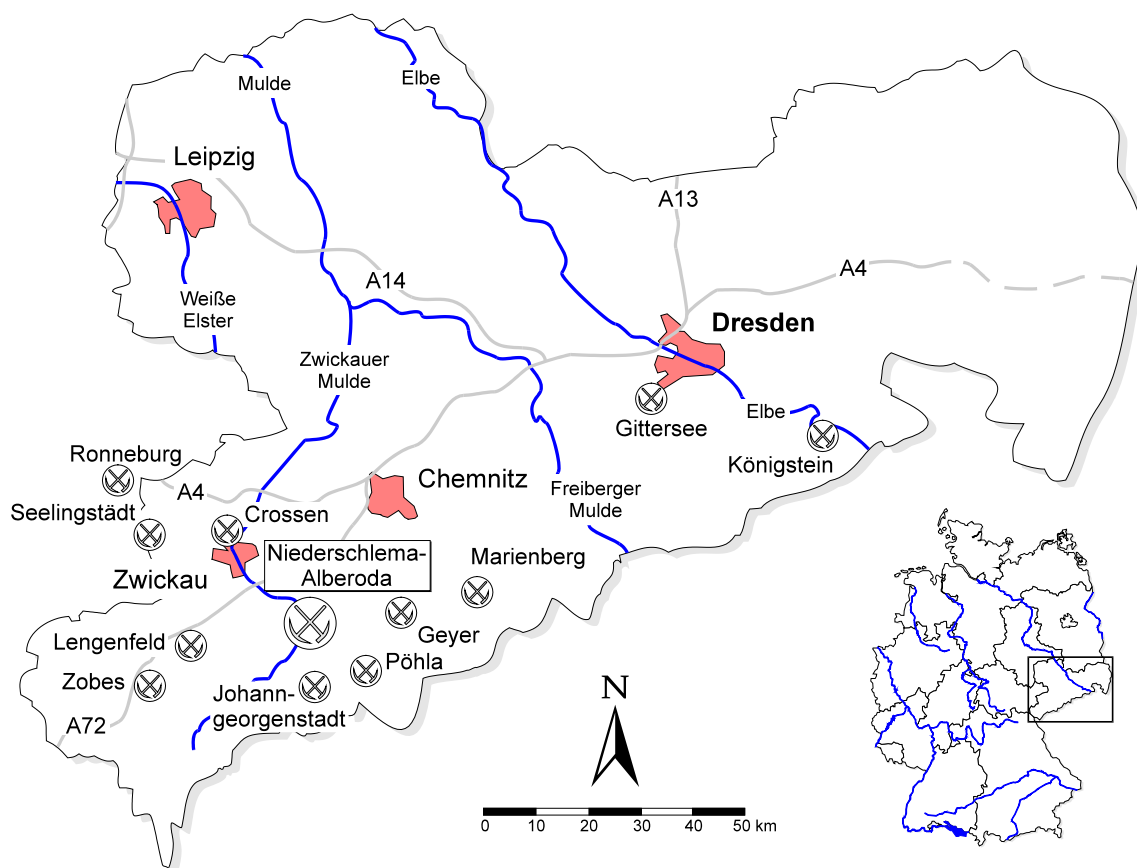 Mulde
Elbe
Leipzig
A13
A4
A14
Weiße
Elster
Dresden
Zwickauer
Mulde
Elbe
Gittersee
Königstein
Ronneburg
A4
Chemnitz
Freiberger
Mulde
Seelingstädt
Crossen
Niederschlema-
Alberoda
Marienberg
Zwickau
Geyer
Lengenfeld
Pöhla
Zobes
Johann-
georgenstadt
A72
N
0 10 20 30 40 50 km